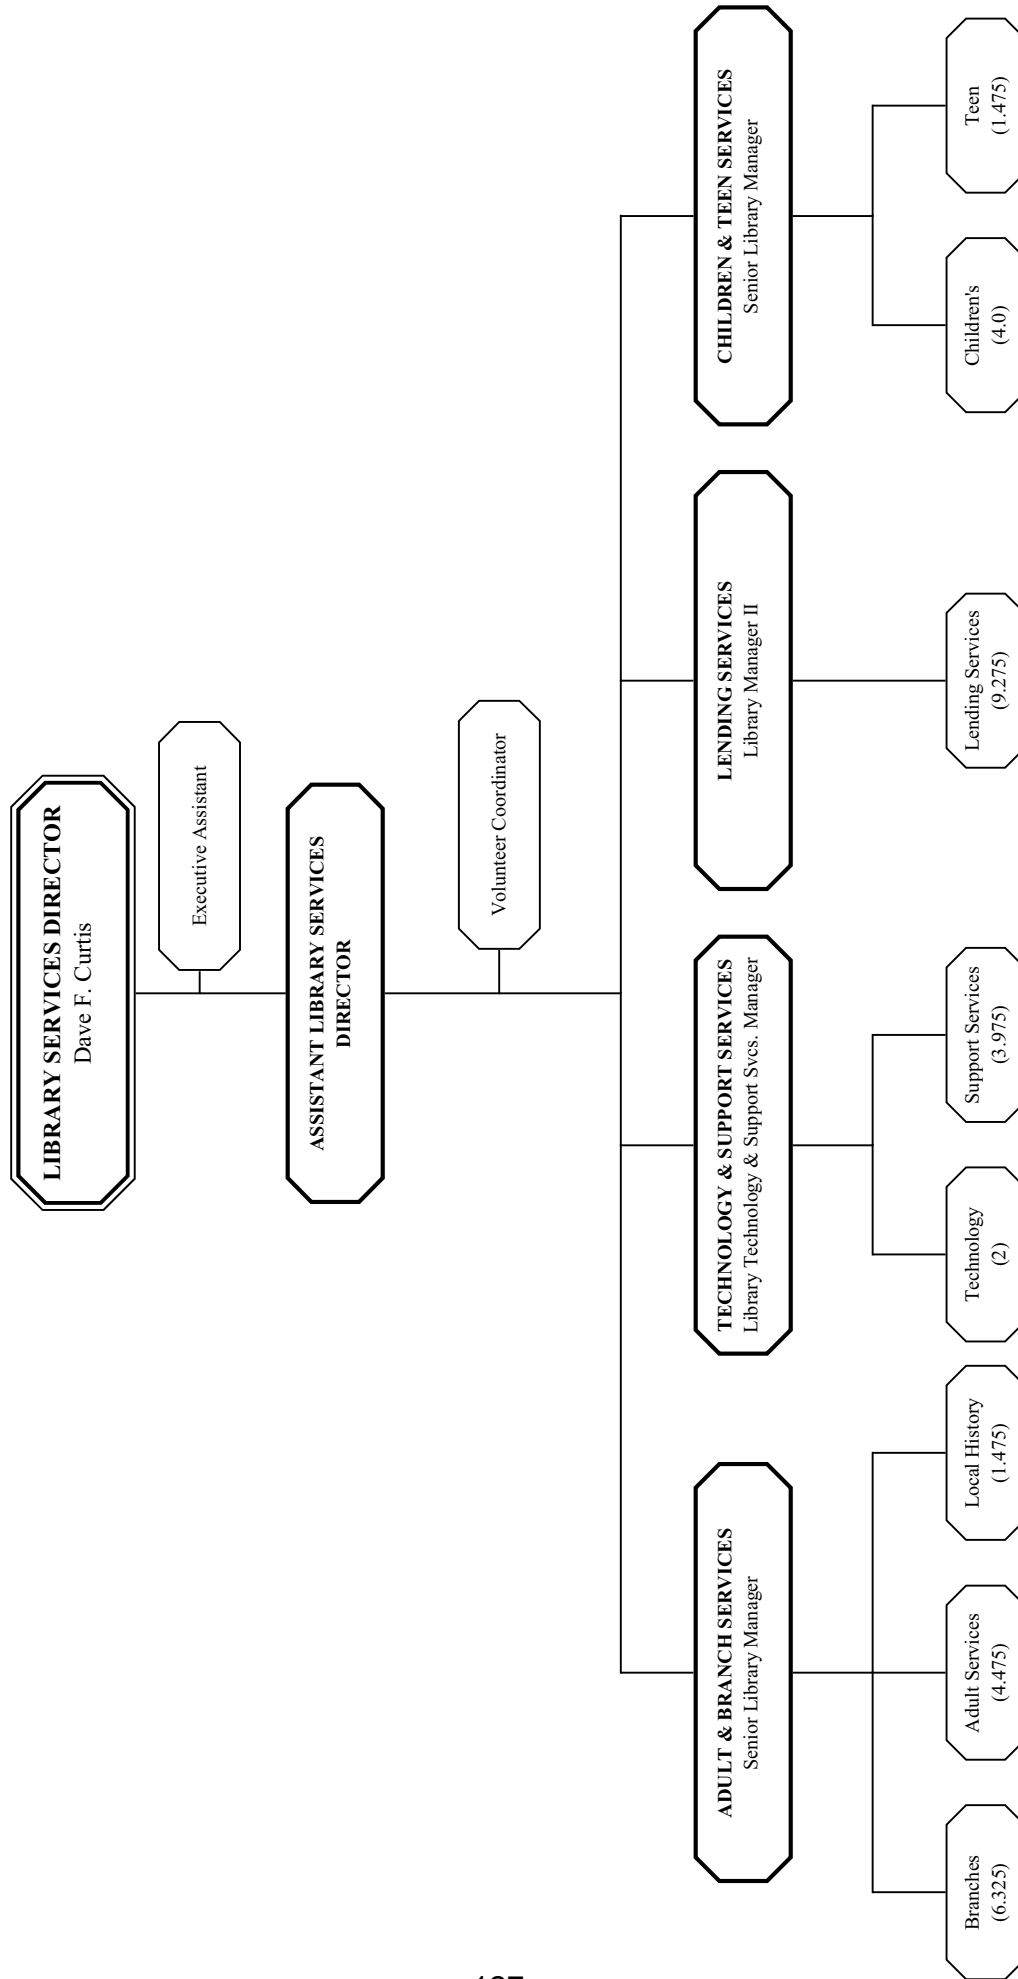 LIBRARY SERVICES DIRECTOR
Dave F. Curtis
Executive Assistant
ASSISTANT LIBRARY SERVICES
DIRECTOR
Volunteer Coordinator
ADULT & BRANCH SERVICES
Senior Library Manager
TECHNOLOGY & SUPPORT SERVICES
Library Technology & Support Svcs. Manager
LENDING SERVICES
Library Manager II
CHILDREN & TEEN SERVICES
Senior Library Manager
Branches
(6.325)
Adult Services
(4.475)
Local History
(1.475)
Technology
(2)
Support Services
(3.975)
Lending Services
(9.275)
Children's
(4.0)
Teen
(1.475)